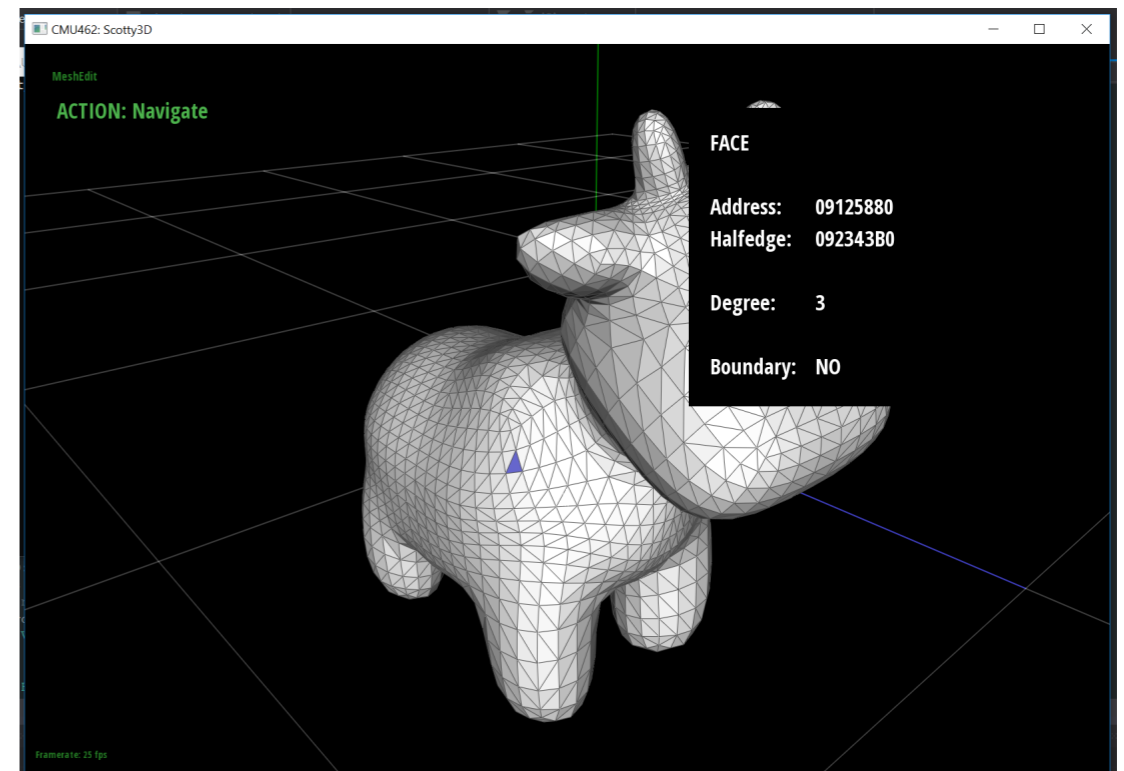 CMU462: Scotty3D
MeshEdit
ACTION: Navigate
FACE
Address: 09125880
Halfedge: 092343B0
Degree: 3
Boundary: NO
Framerate: 25 fps